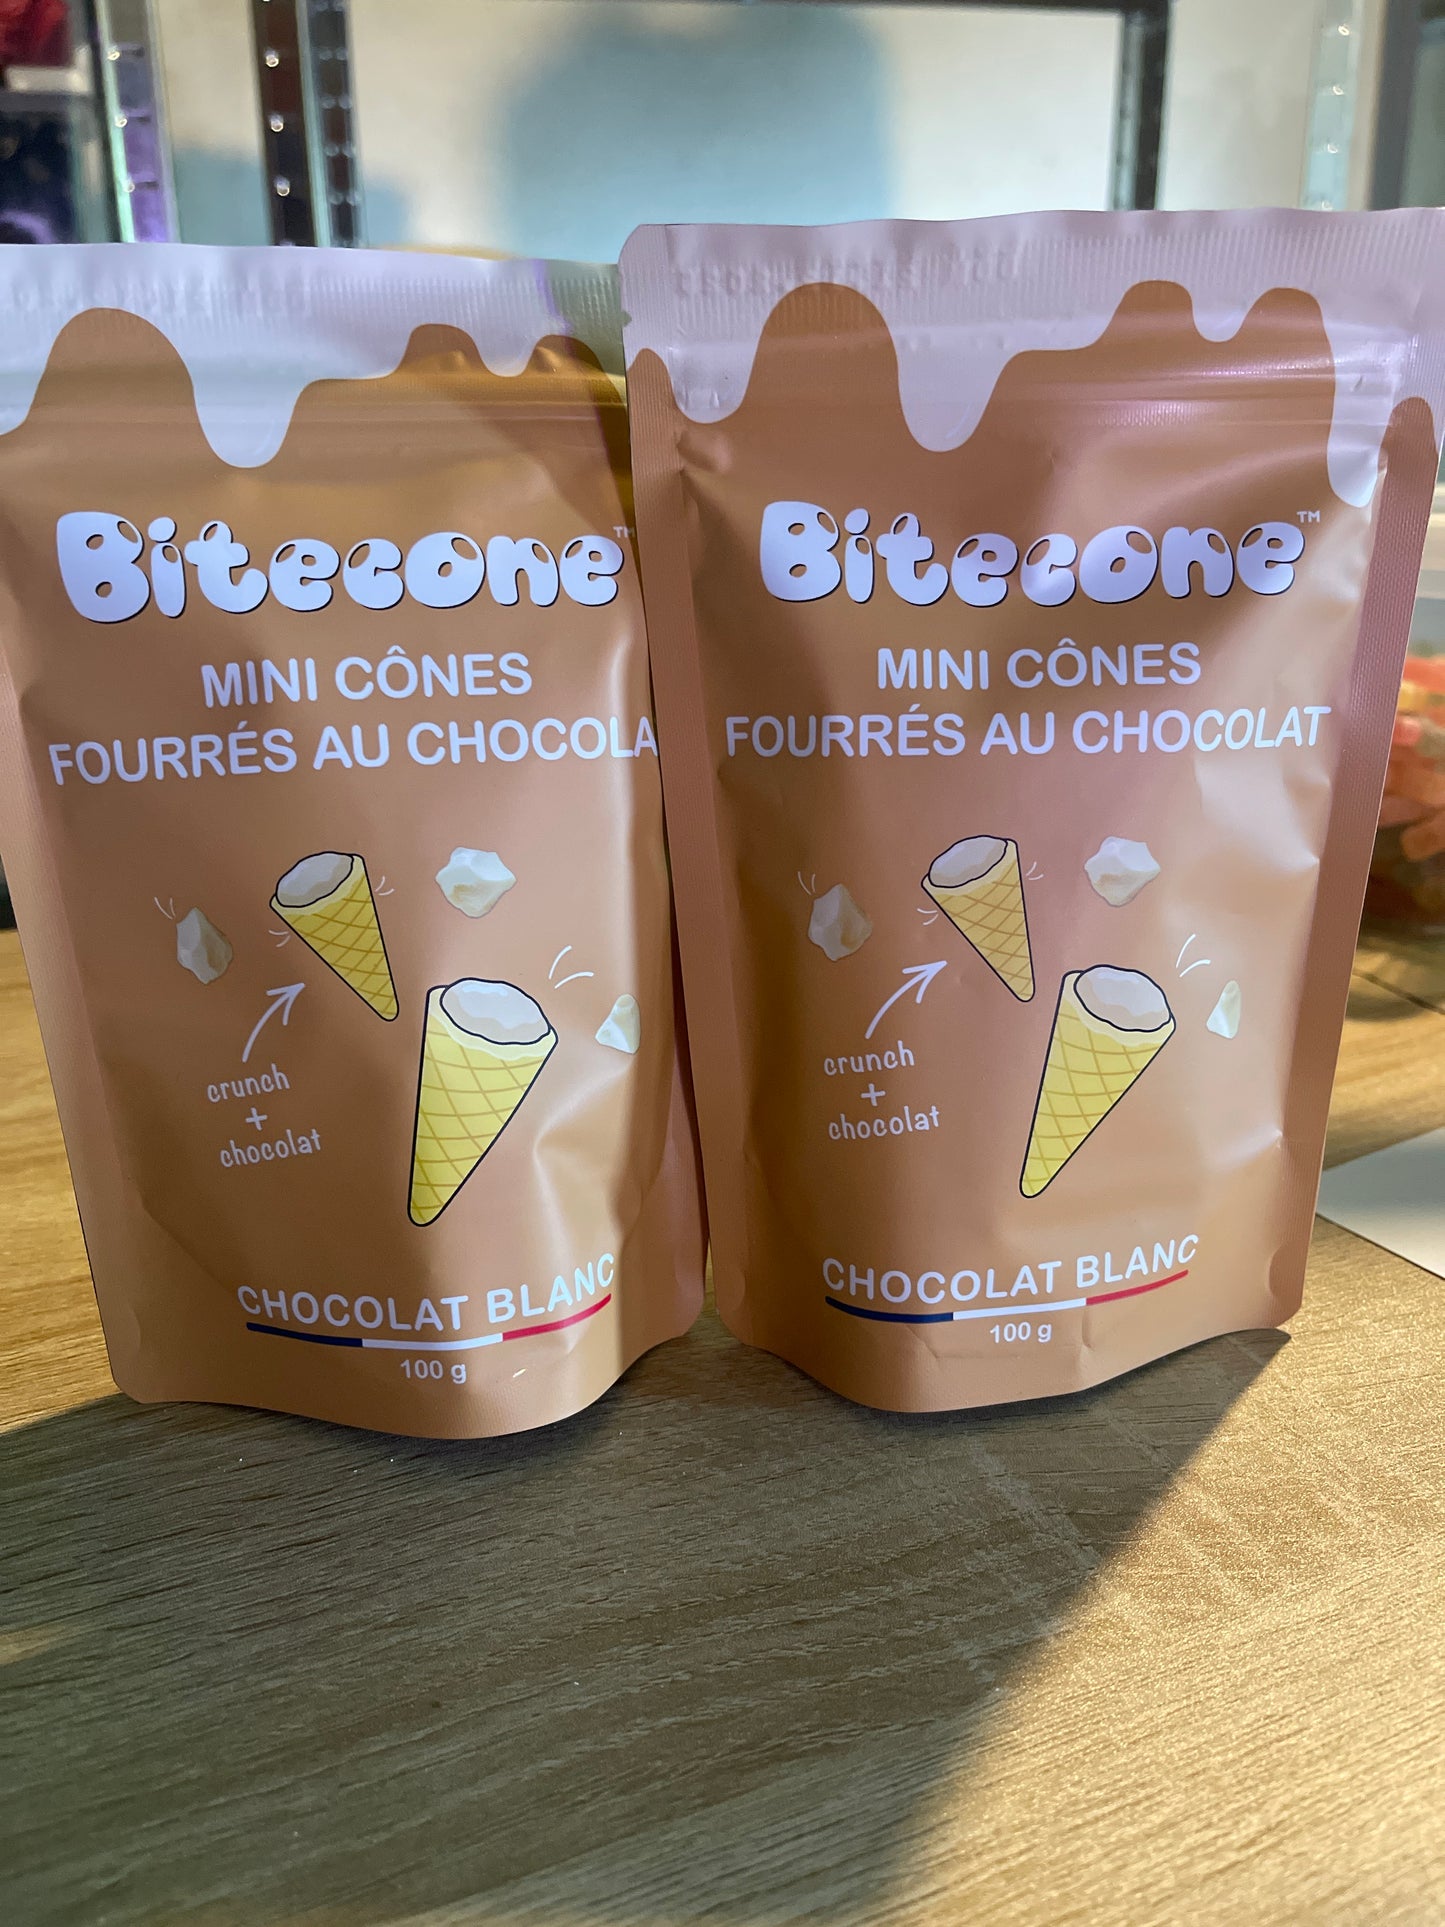 Bitecone™
MINI CÔNES
FOURRÉS AU CHOCOLA
crunch
+
chocolat
CHOCOLAT BLANC
100 g
Bitecone™
MINI CÔNES
FOURRÉS AU CHOCOLAT
crunch
+
chocolat
CHOCOLAT BLANC
100 g